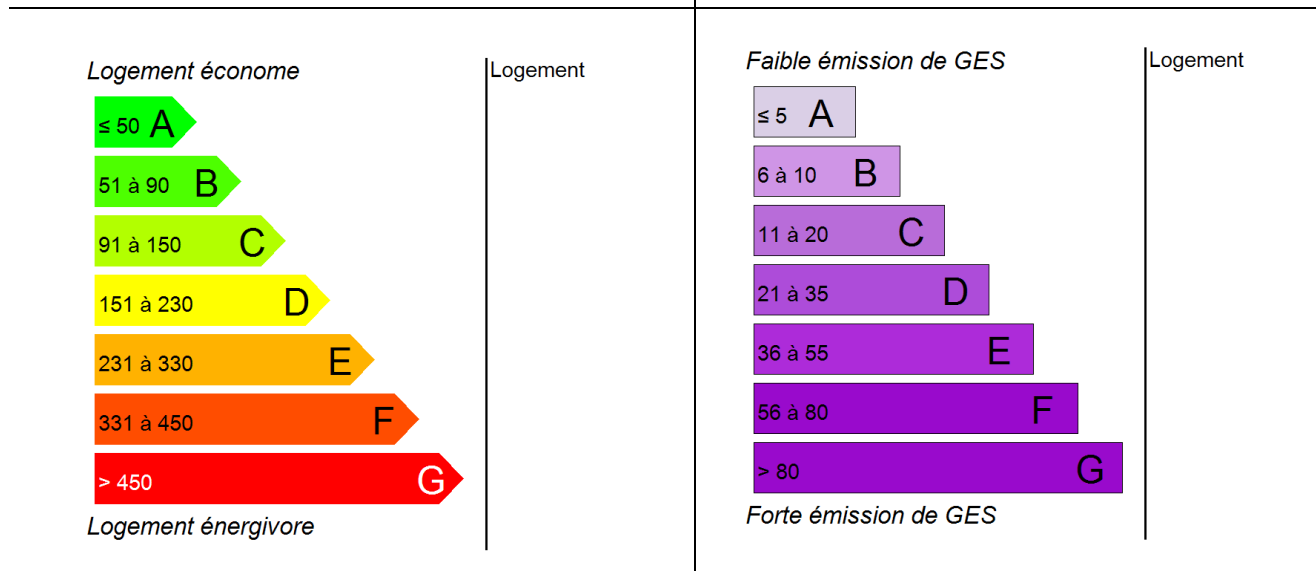 Logement économe
Logement
≤ 50 A
51 à 90 B
91 à 150 C
151 à 230 D
231 à 330 E
331 à 450 F
> 450 G
Logement énergivore
Faible émission de GES
Logement
≤ 5 A
6 à 10 B
11 à 20 C
21 à 35 D
36 à 55 E
56 à 80 F
> 80 G
Forte émission de GES